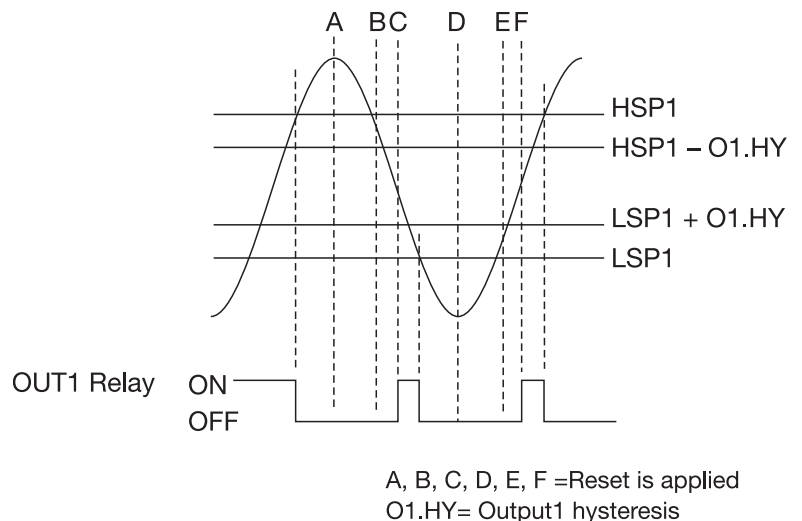 A BC D EF
HSP1
HSP1 – O1.HY
LSP1 + O1.HY
LSP1
OUT1 Relay ON
OFF
A, B, C, D, E, F =Reset is applied
O1.HY= Output1 hysteresis